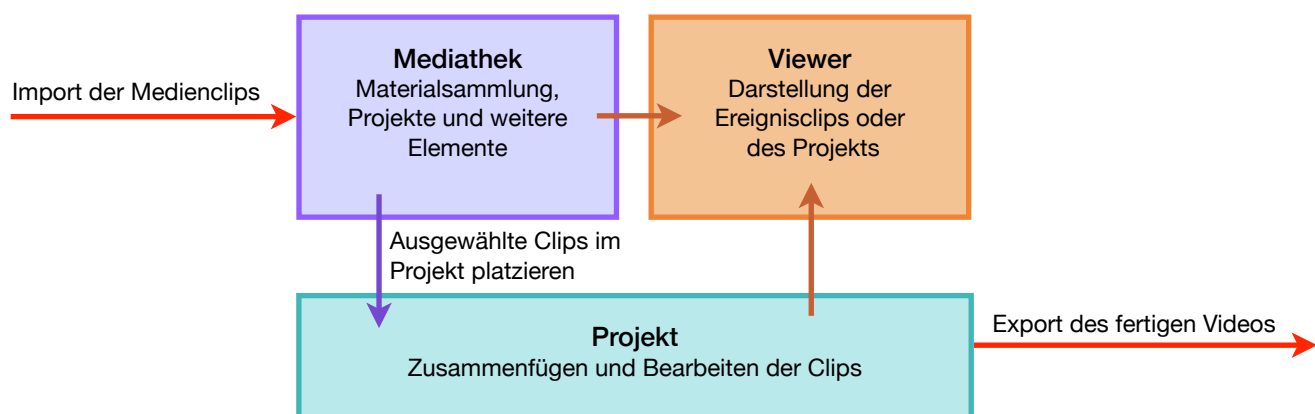 Import der Medienclips
Mediathek
Materialsammlung,
Projekte und weitere
Elemente
Viewer
Darstellung der
Ereignisclips oder
des Projekts
Ausgewählte Clips im
Projekt platzieren
Projekt
Zusammenfügen und Bearbeiten der Clips
Export des fertigen Videos